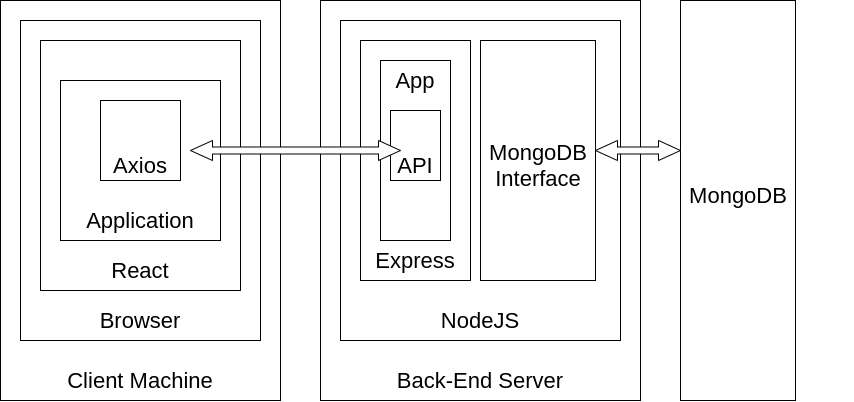 Axios
Application
React
Browser
Client Machine
App
API
Express
MongoDB
Interface
NodeJS
Back-End Server
MongoDB